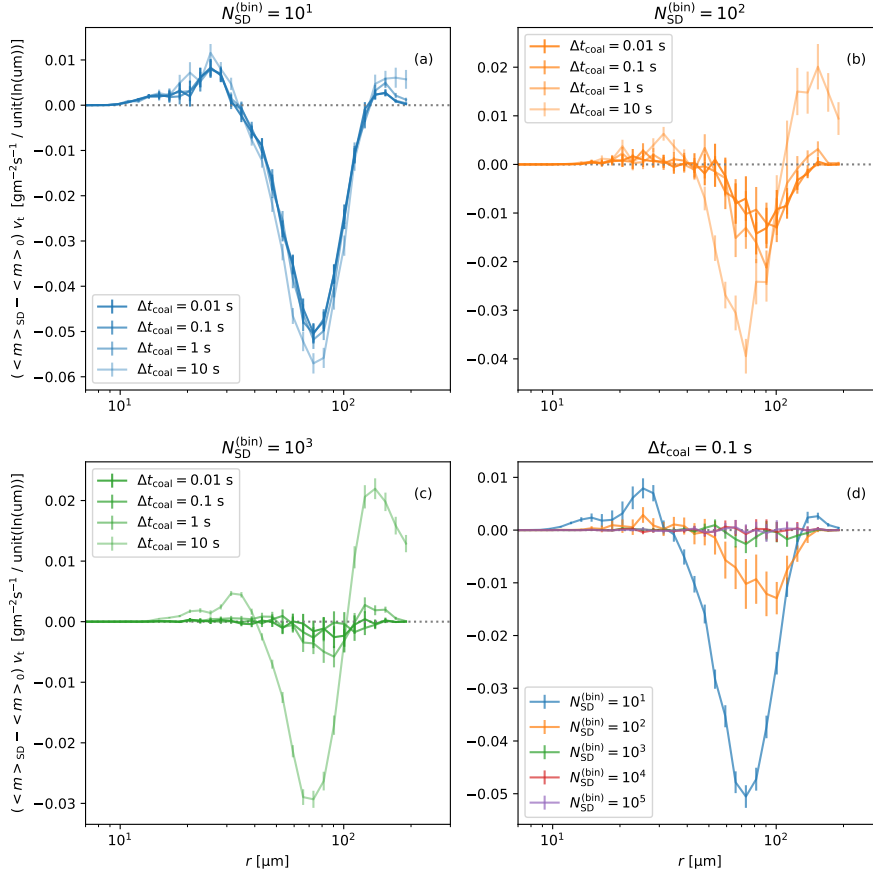 N_SD^(bin) = 10^1
(a)
0.01
0.00
−0.01
−0.02
−0.03
−0.04
−0.05
−0.06
10^1
10^2
(<m>_SD − <m>_0) v_t [gm^−2s^−1 / unit(ln(um))]
Δt_coal = 0.01 s
Δt_coal = 0.1 s
Δt_coal = 1 s
Δt_coal = 10 s
N_SD^(bin) = 10^2
(b)
0.02
0.01
0.00
−0.01
−0.02
−0.03
−0.04
10^1
10^2
Δt_coal = 0.01 s
Δt_coal = 0.1 s
Δt_coal = 1 s
Δt_coal = 10 s
N_SD^(bin) = 10^3
(c)
0.02
0.01
0.00
−0.01
−0.02
−0.03
10^1
10^2
(<m>_SD − <m>_0) v_t [gm^−2s^−1 / unit(ln(um))]
r [μm]
Δt_coal = 0.01 s
Δt_coal = 0.1 s
Δt_coal = 1 s
Δt_coal = 10 s
Δt_coal = 0.1 s
(d)
0.01
0.00
−0.01
−0.02
−0.03
−0.04
−0.05
10^1
10^2
r [μm]
N_SD^(bin) = 10^1
N_SD^(bin) = 10^2
N_SD^(bin) = 10^3
N_SD^(bin) = 10^4
N_SD^(bin) = 10^5